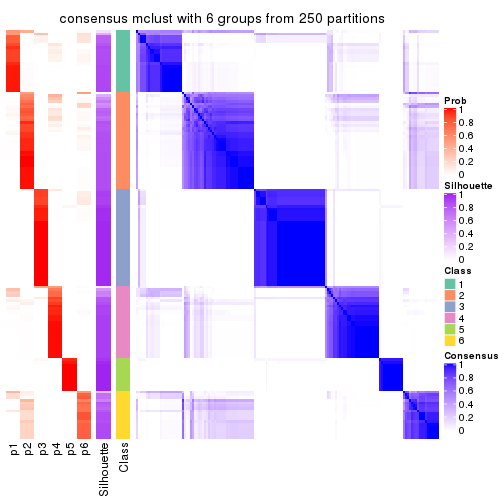 consensus mclust with 6 groups from 250 partitions
Prob
1
0.8
0.6
0.4
0.2
0
Silhouette
1
0.8
0.6
0.4
0.2
0
Class
1
2
3
4
5
6
Consensus
1
0.8
0.6
0.4
0.2
0
p1
p2
p3
p4
p5
p6
Silhouette
Class